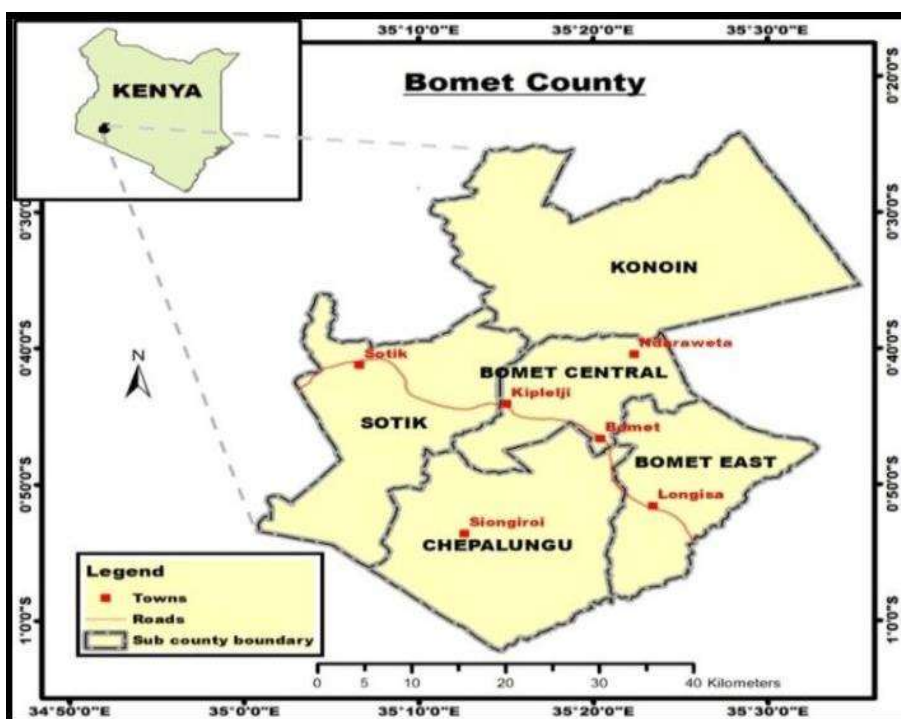 35°10'0"E 35°20'0"E 35°30'0"E
KENYA
Bomet County
0°20'0"S
0°30'0"S
0°30'0"S
KONOIN
0°40'0"S
0°40'0"S
Sotik
Ndaraweta
BOMET CENTRAL
N
Kiplelji
SOTIK
Bomet
BOMET EAST
0°50'0"S
0°50'0"S
Longisa
Siongiroi
CHEPALUNGU
Legend
Towns
Roads
Sub county boundary
1°0'0"S
1°0'0"S
0 5 10 20 30 40 Kilometers
34°50'0"E 35°0'0"E 35°10'0"E 35°20'0"E 35°30'0"E